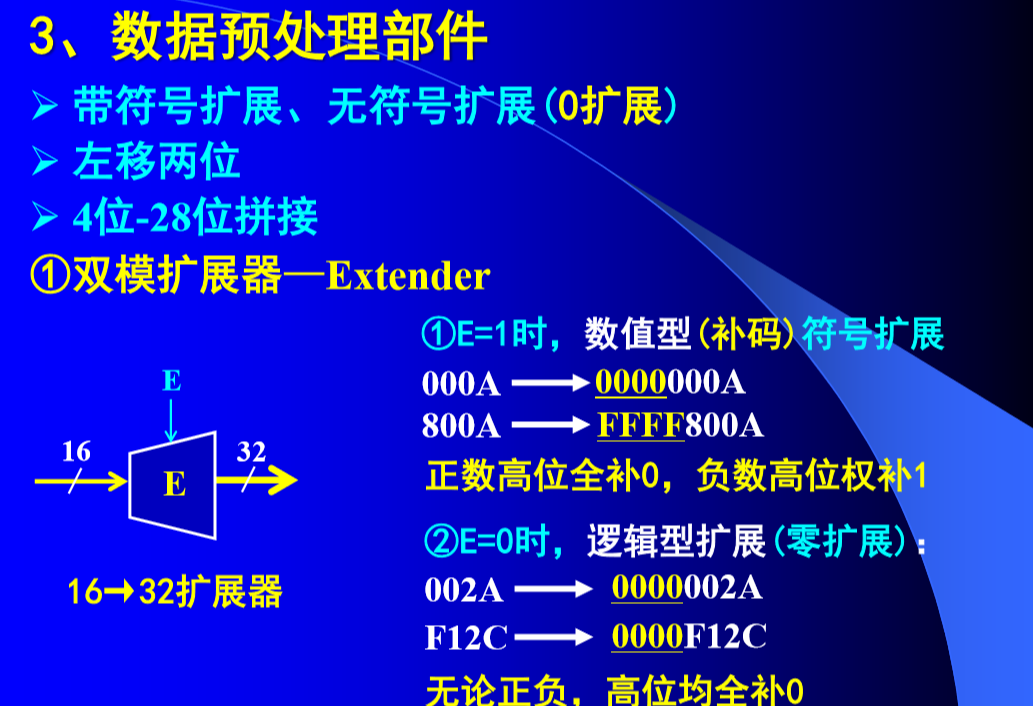 3、数据预处理部件
➢ 带符号扩展、无符号扩展(0扩展)
➢ 左移两位
➢ 4位-28位拼接
①双模扩展器—Extender
E
16
E
32
16→32扩展器
①E=1时，数值型(补码)符号扩展
000A → 0000000A
800A → FFFF800A
正数高位全补0，负数高位权补1
②E=0时，逻辑型扩展(零扩展)：
002A → 0000002A
F12C → 0000F12C
无论正负，高位均全补0